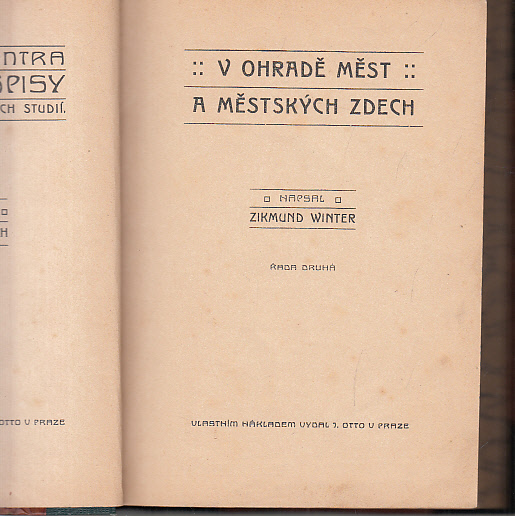 NTRA
SPISY
CH STUDIÍ.
H
OTTO V PRAZE
:: V OHRADĚ MĚST ::
A MĚSTSKÝCH ZDECH
NAPSAL
ZIKMUND WINTER
ŘADA DRUHÁ
VLASTNÍM NÁKLADEM VYDAL J. OTTO V PRAZE